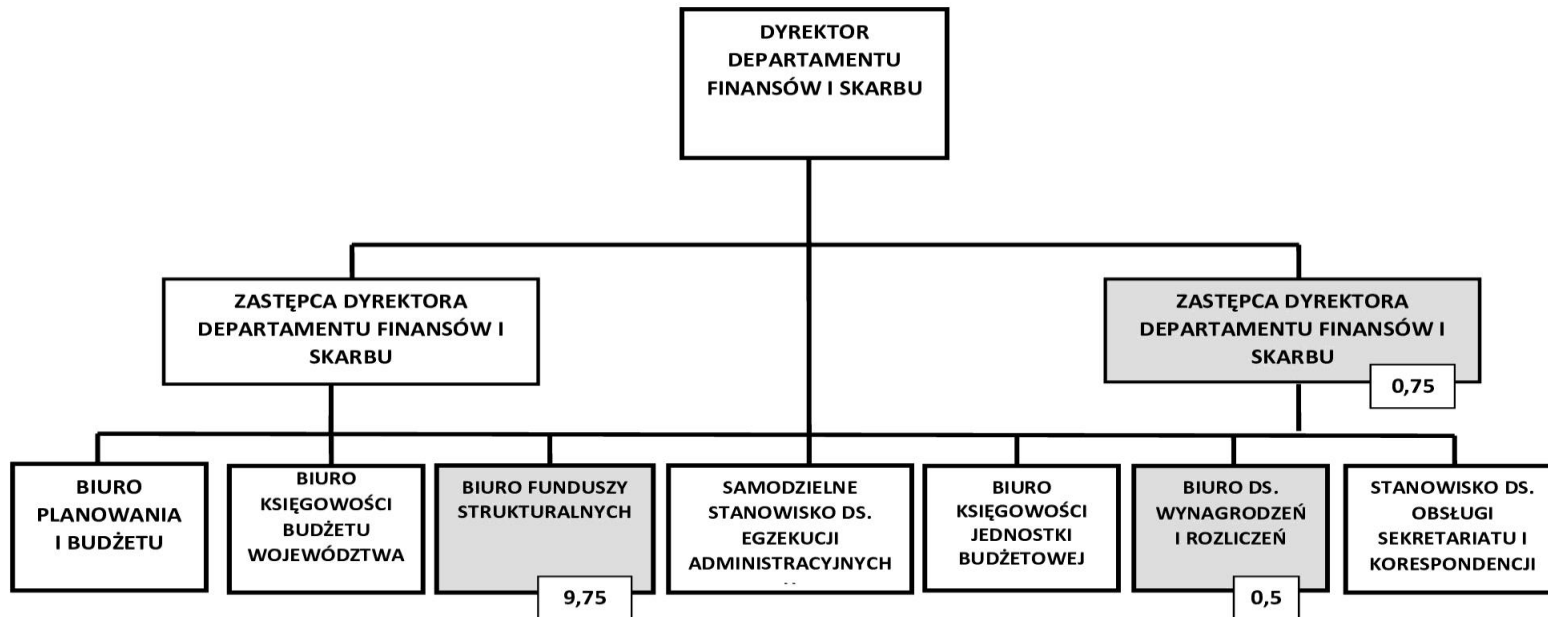 DYREKTOR
DEPARTAMENTU
FINANSÓW I SKARBU
ZASTĘPCA DYREKTORA
DEPARTAMENTU FINANSÓW I
SKARBU
ZASTĘPCA DYREKTORA
DEPARTAMENTU FINANSÓW I
SKARBU
0,75
BIURO
PLANOWANIA
I BUDŻETU
BIURO
KSIĘGOWOŚCI
BUDŻETU
WOJEWÓDZTWA
BIURO FUNDUSZY
STRUKTURALNYCH
9,75
SAMODZIELNE
STANOWISKO DS.
EGZEKUCJI
ADMINISTRACYJNYCH
BIURO
KSIĘGOWOŚCI
JEDNOSTKI
BUDŻETOWEJ
BIURO DS.
WYNAGRODZEŃ
I ROZLICZEŃ
0,5
STANOWISKO DS.
OBSŁUGI
SEKRETARIATU I
KORESPONDENCJI